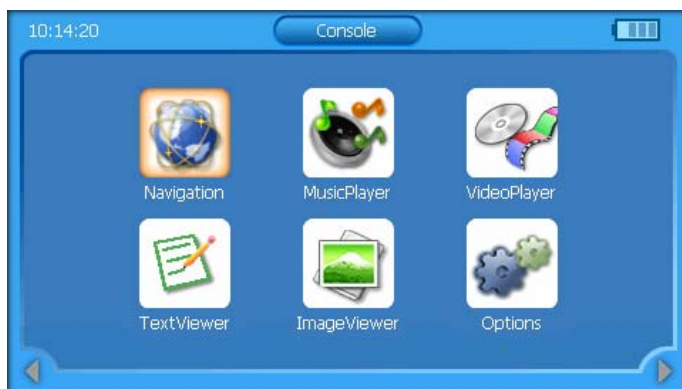 10:14:20
Console
Navigation
MusicPlayer
VideoPlayer
TextViewer
ImageViewer
Options